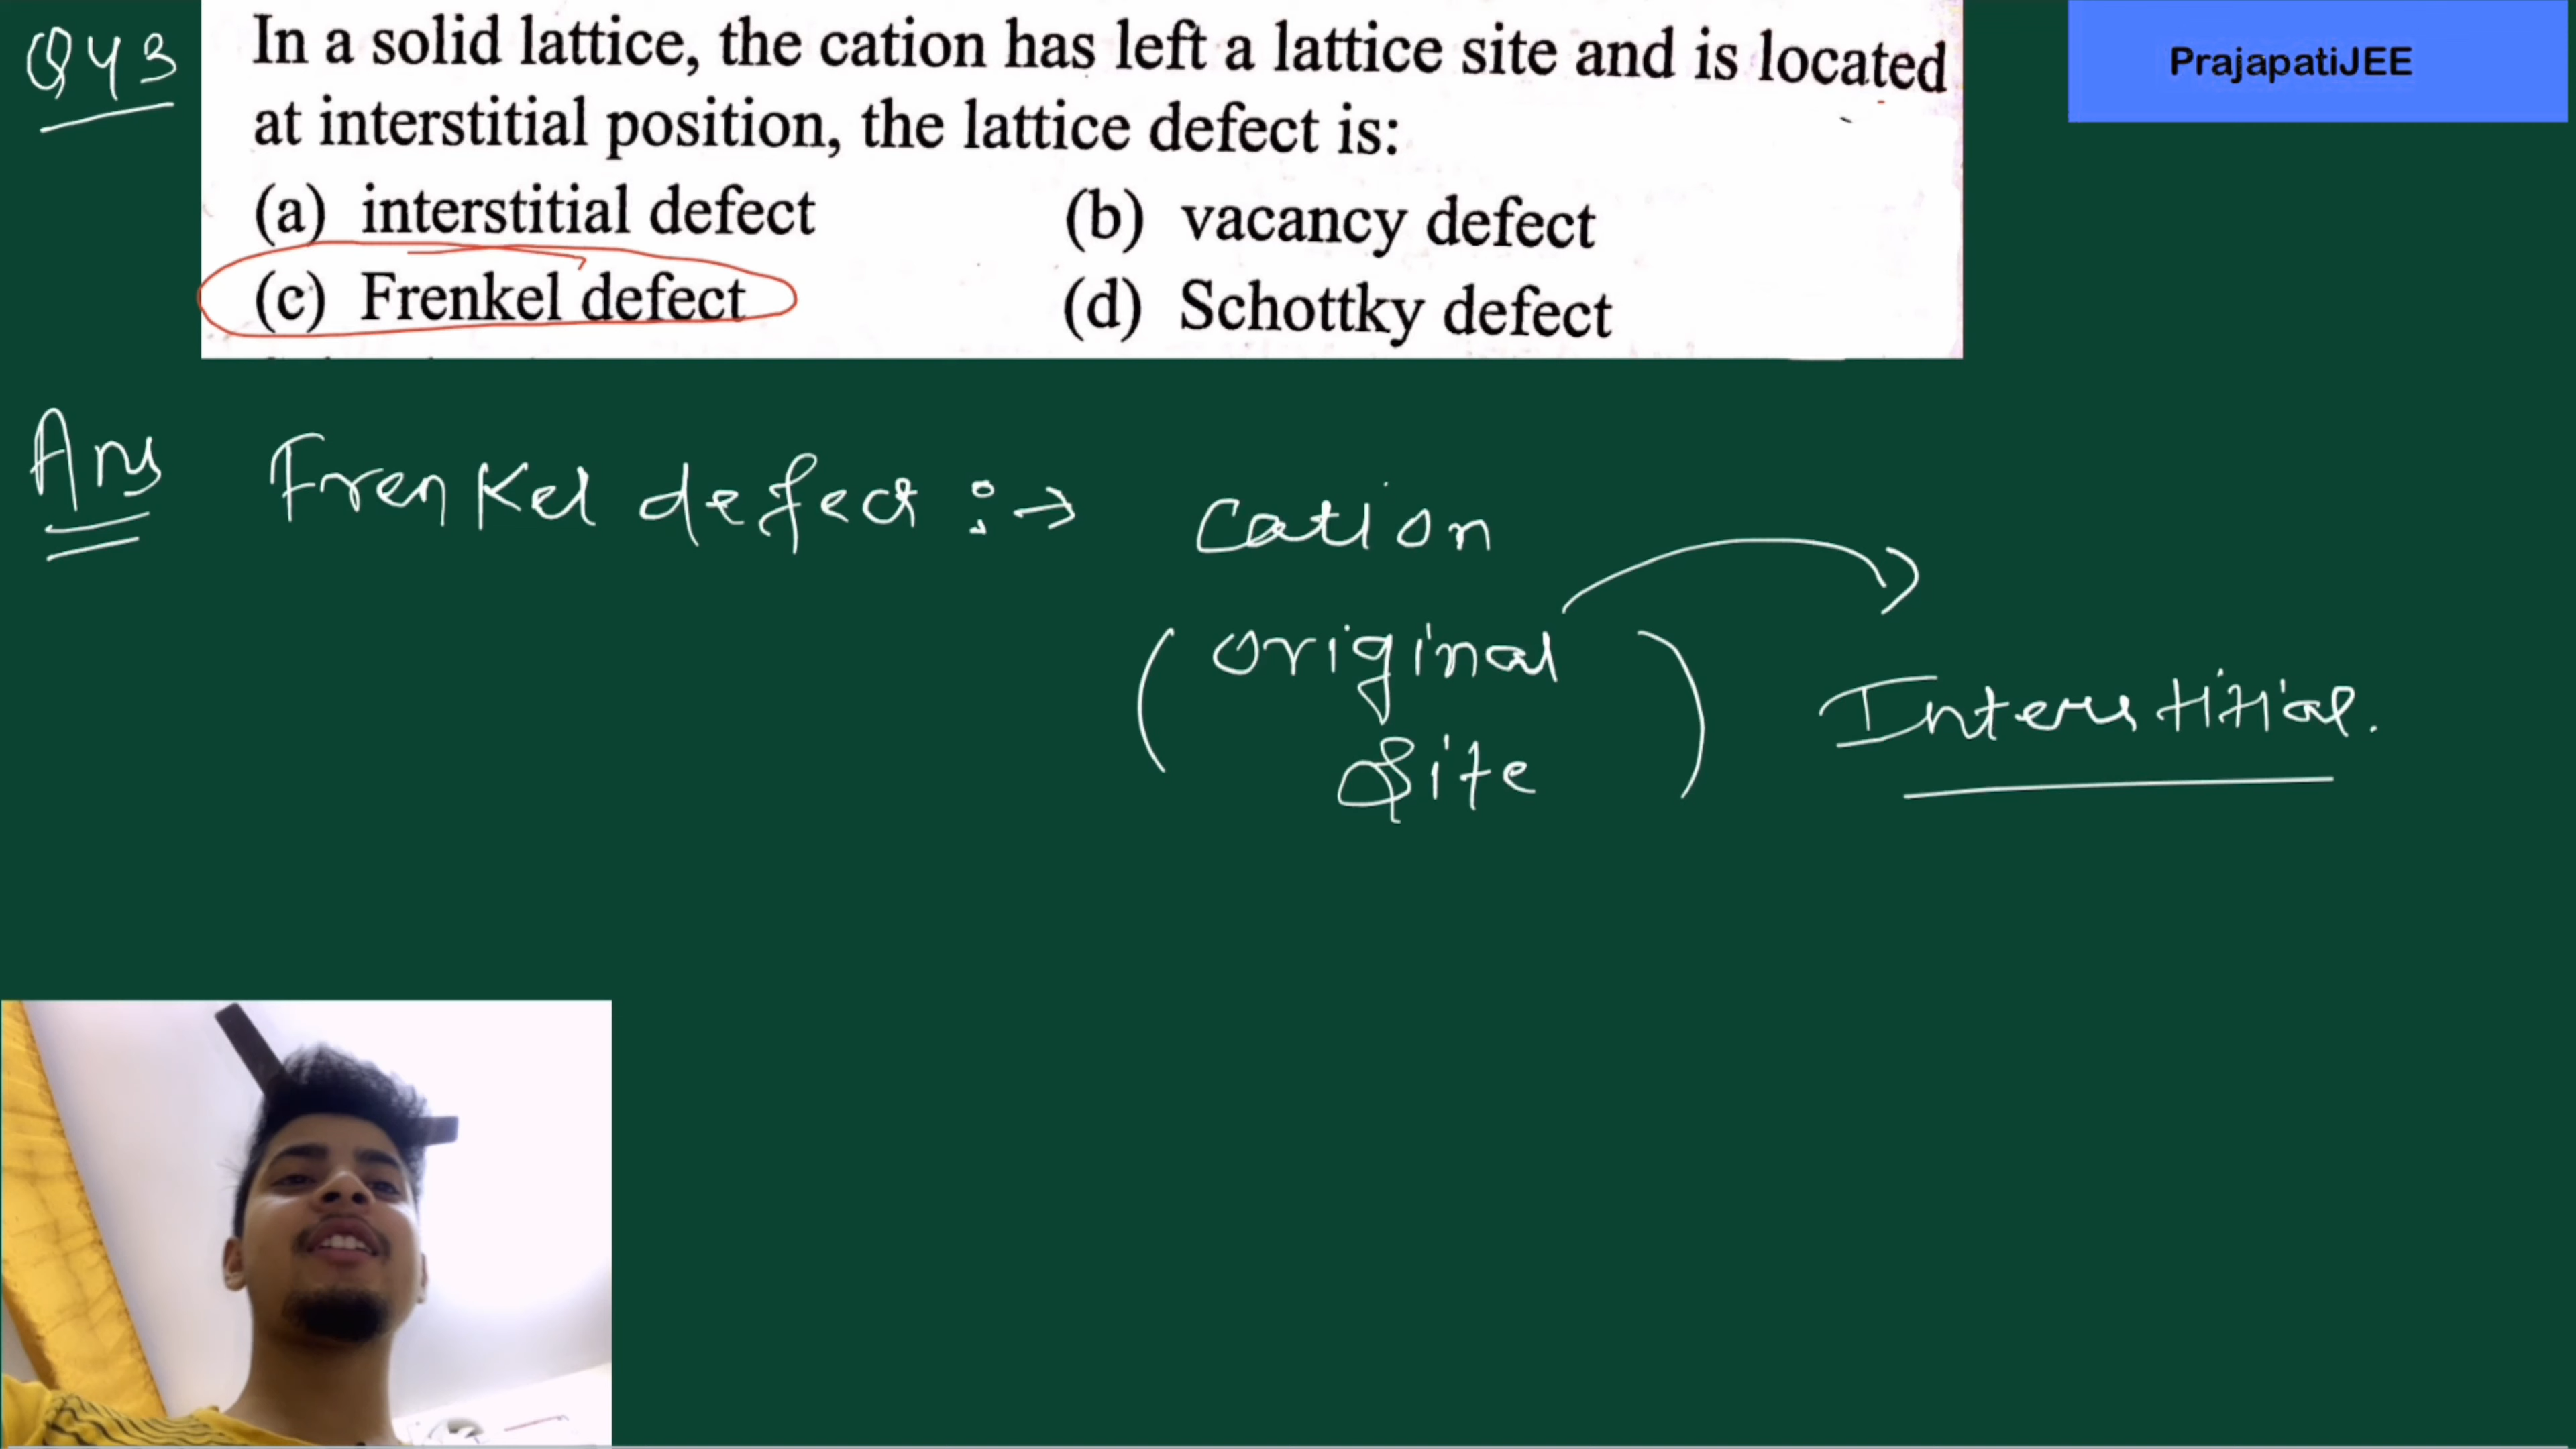 Q43
In a solid lattice, the cation has left a lattice site and is located
at interstitial position, the lattice defect is:
(a) interstitial defect (b) vacancy defect
(c) Frenkel defect (d) Schottky defect
PrajapatiJEE
Ans Frenkel defect :→ cation
(original
site)
Interstitial.